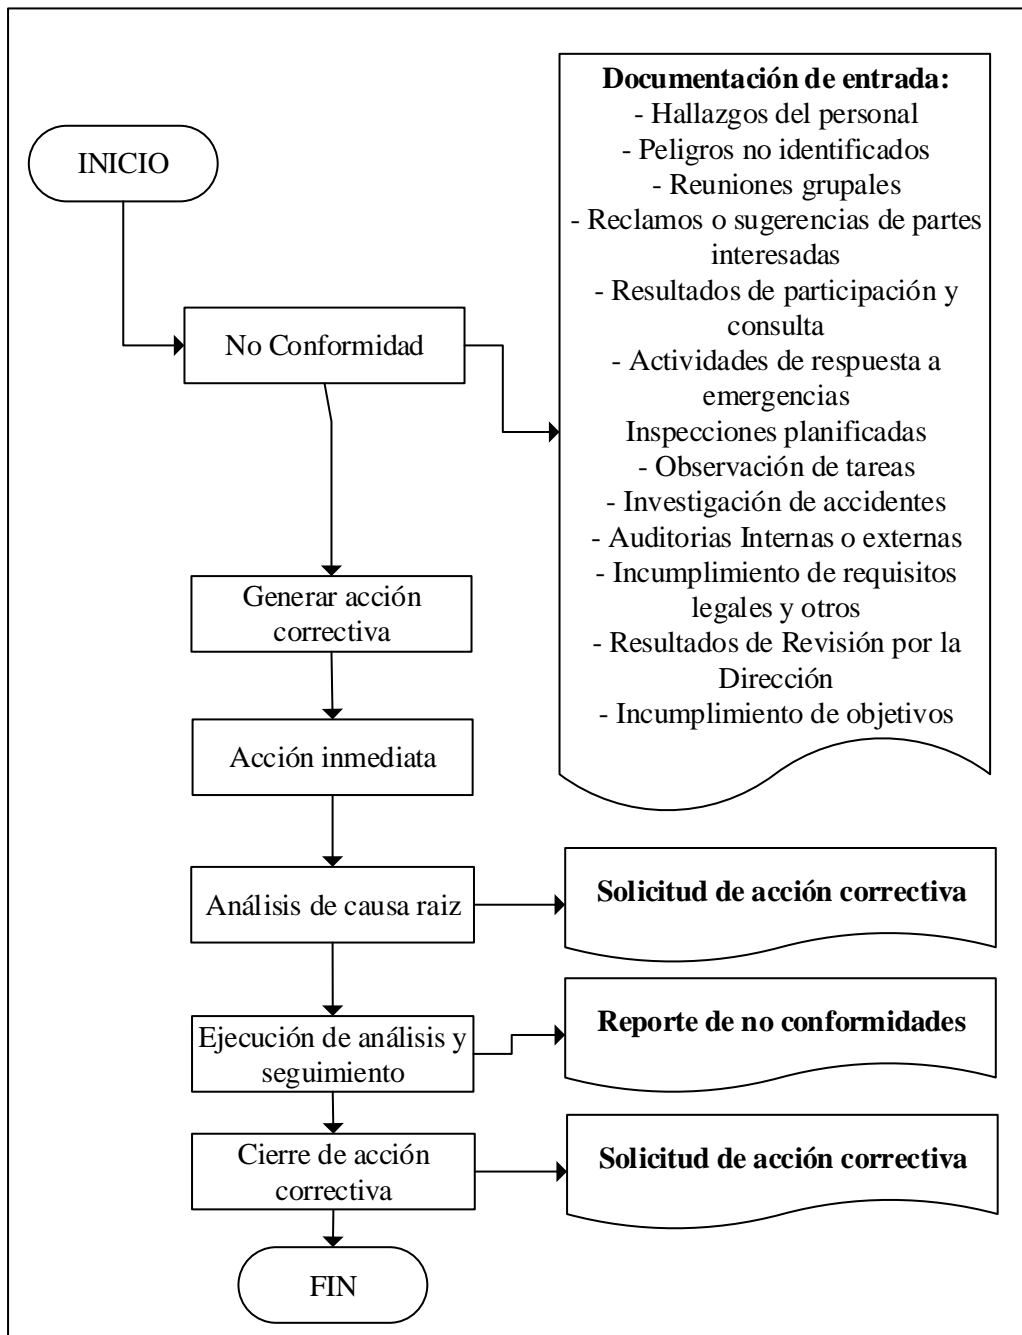 INICIO
No Conformidad
Documentación de entrada:
- Hallazgos del personal
- Peligros no identificados
- Reuniones grupales
- Reclamos o sugerencias de partes
interesadas
- Resultados de participación y
consulta
- Actividades de respuesta a
emergencias
Inspecciones planificadas
- Observación de tareas
- Investigación de accidentes
- Auditorias Internas o externas
- Incumplimiento de requisitos
legales y otros
- Resultados de Revisión por la
Dirección
- Incumplimiento de objetivos
Generar acción
correctiva
Acción inmediata
Análisis de causa raiz
Solicitud de acción correctiva
Ejecución de análisis y
seguimiento
Reporte de no conformidades
Cierre de acción
correctiva
Solicitud de acción correctiva
FIN